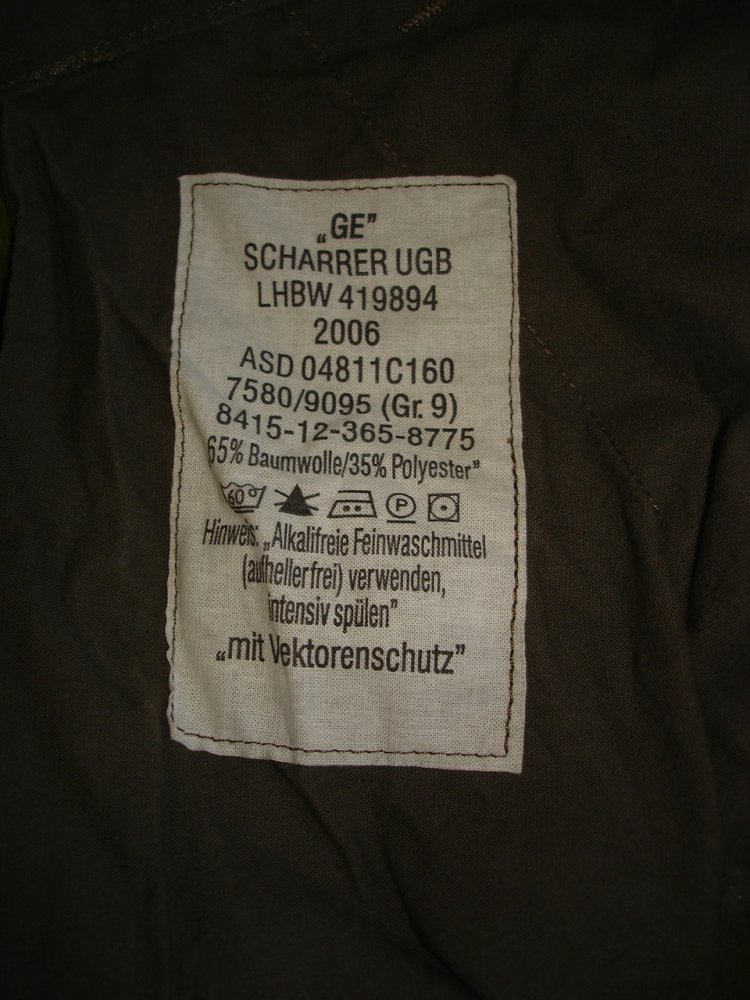 „GE”
SCHARRER UGB
LHBW 419894
2006
ASD 04811C160
7580/9095 (Gr. 9)
8415-12-365-8775
65% Baumwolle/35% Polyester”
60 P
Hinweis: „Alkalifreie Feinwaschmittel
(aufhellerfrei) verwenden,
intensiv spülen”
„mit Vektorenschutz”